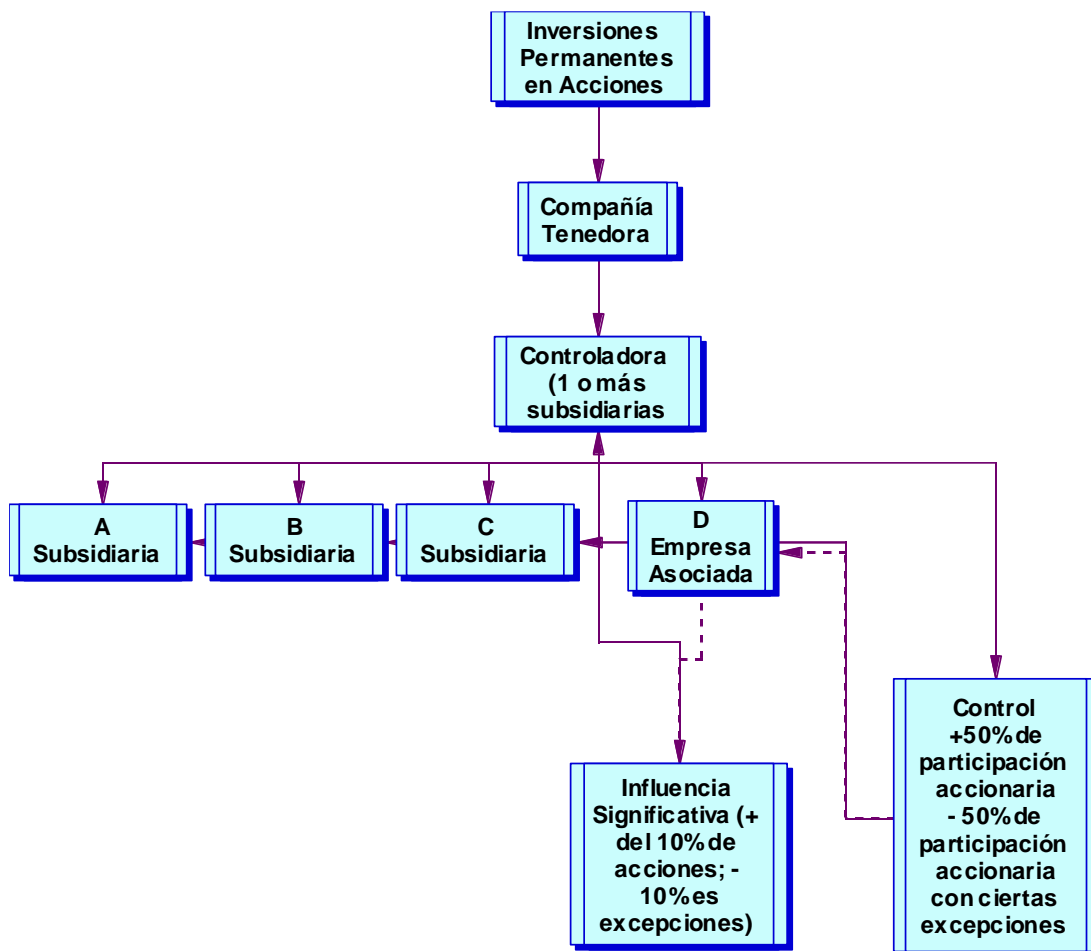 Inversiones
Permanentes
en Acciones
Compañía
Tenedora
Controladora
(1 o más
subsidiarias
A
Subsidiaria
B
Subsidiaria
C
Subsidiaria
D
Empresa
Asociada
Influencia
Significativa (+
del 10% de
acciones; -
10% es
excepciones)
Control
+50% de
participación
accionaria
- 50% de
participación
accionaria
con ciertas
excepciones